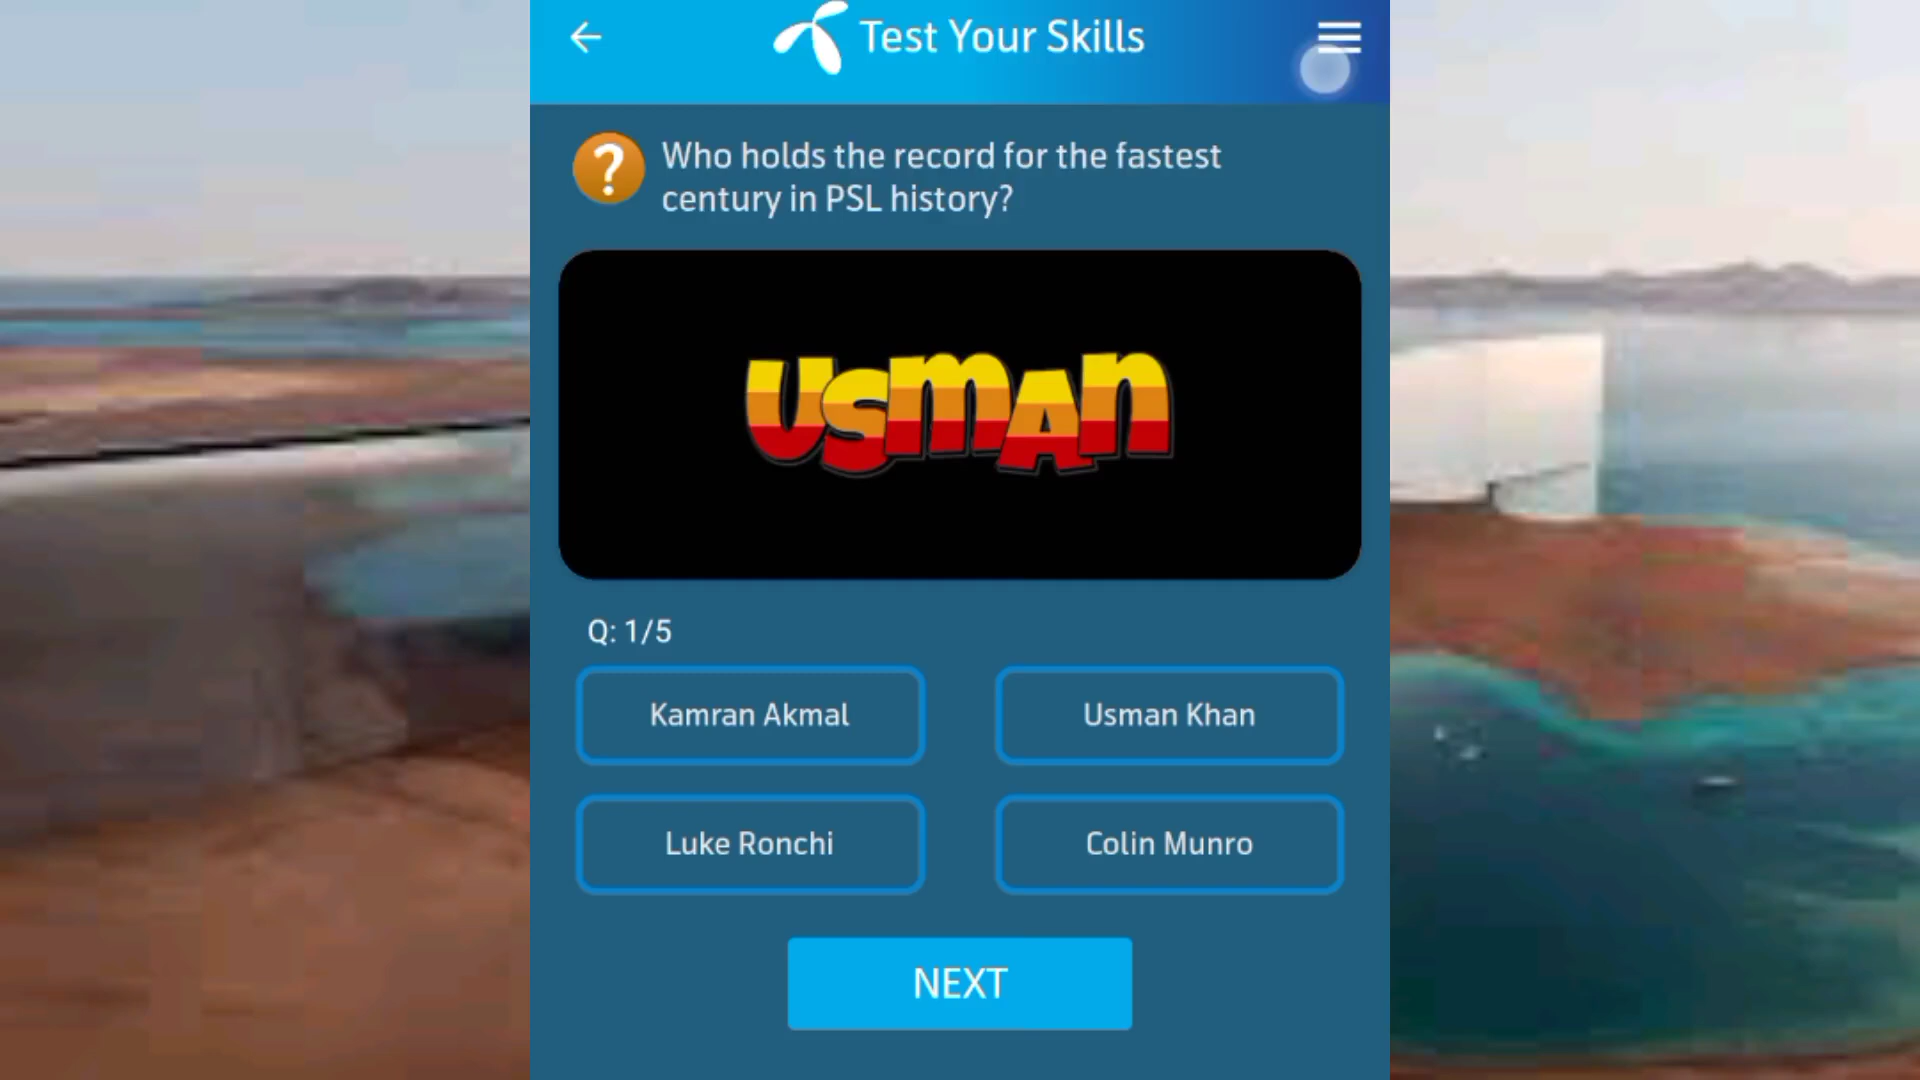 Test Your Skills
? Who holds the record for the fastest
century in PSL history?
USMAN
Q: 1/5
Kamran Akmal
Usman Khan
Luke Ronchi
Colin Munro
NEXT